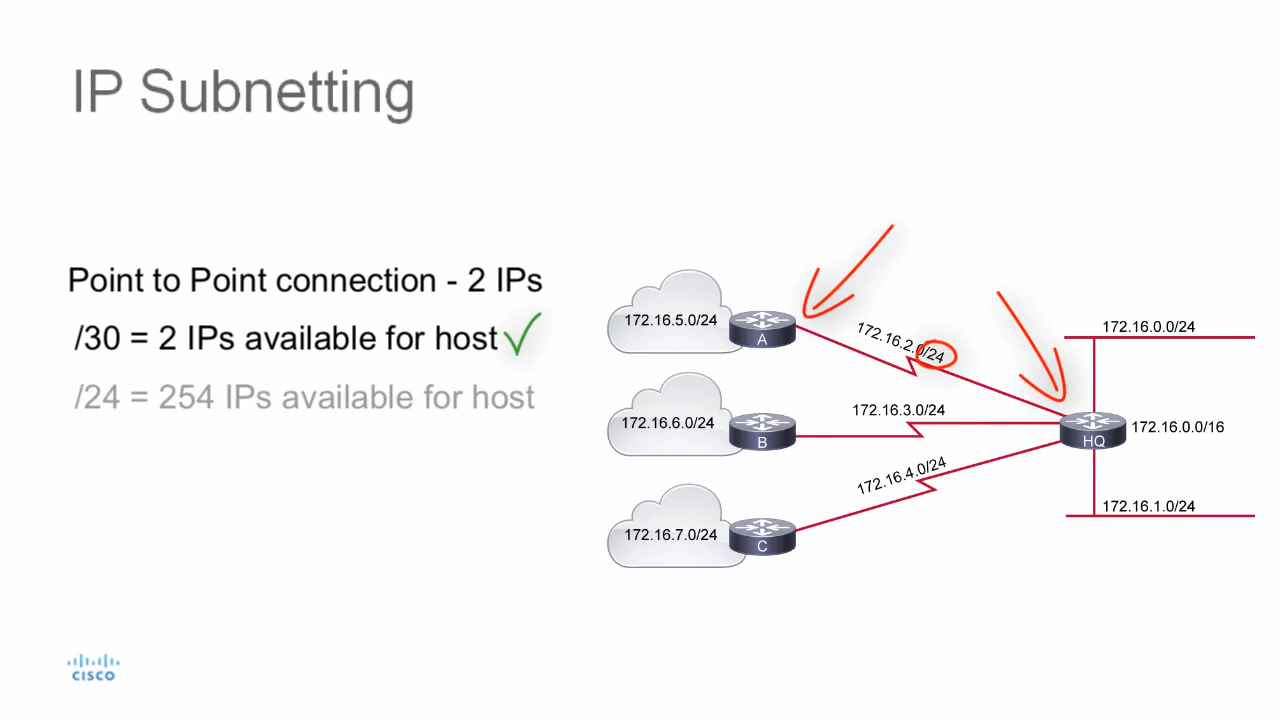 IP Subnetting
Point to Point connection - 2 IPs
/30 = 2 IPs available for host
/24 = 254 IPs available for host
172.16.5.0/24
A
172.16.2.0/24
172.16.0.0/24
172.16.6.0/24
B
172.16.3.0/24
HQ
172.16.0.0/16
172.16.4.0/24
172.16.7.0/24
C
172.16.1.0/24
CISCO